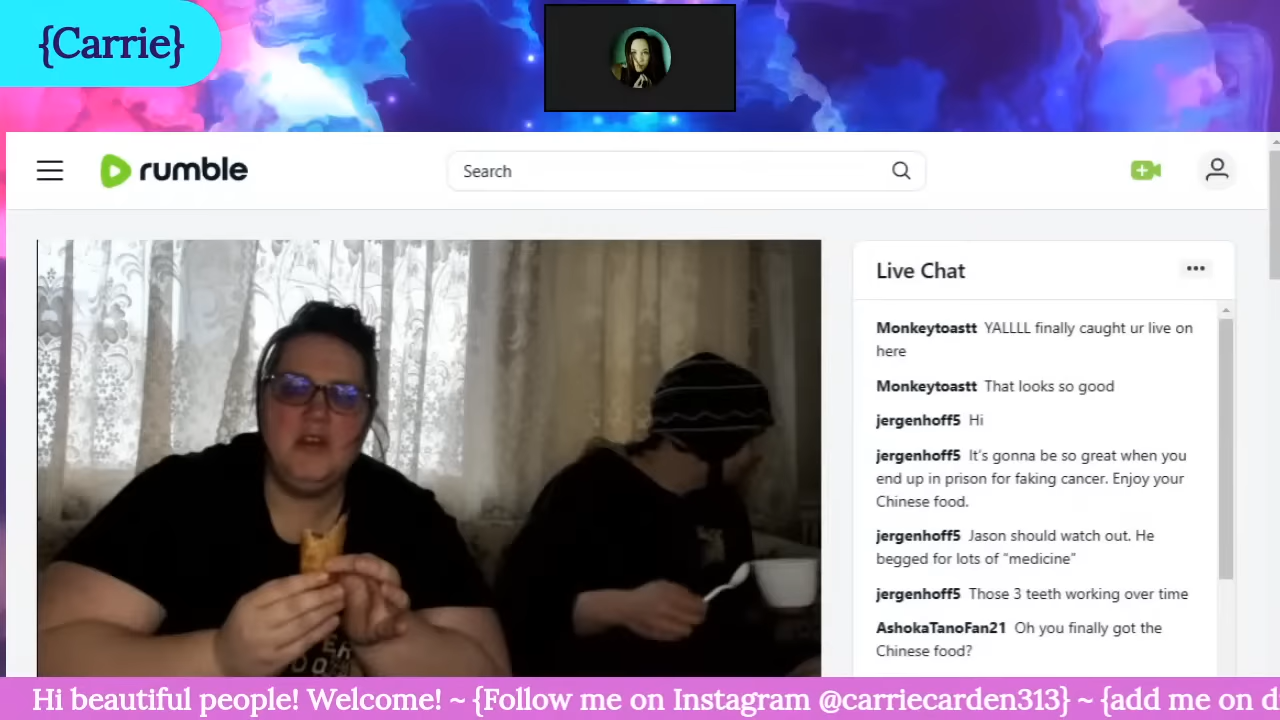 {Carrie}
rumble
Search
Live Chat
Monkeytoastt YALLLL finally caught ur live on
here
Monkeytoastt That looks so good
jergenhoff5 Hi
jergenhoff5 It's gonna be so great when you
end up in prison for faking cancer. Enjoy your
Chinese food.
jergenhoff5 Jason should watch out. He
begged for lots of "medicine"
jergenhoff5 Those 3 teeth working over time
AshokaTanoFan21 Oh you finally got the
Chinese food?
Hi beautiful people! Welcome! ~ {Follow me on Instagram @carriecarden313} ~ {add me on d